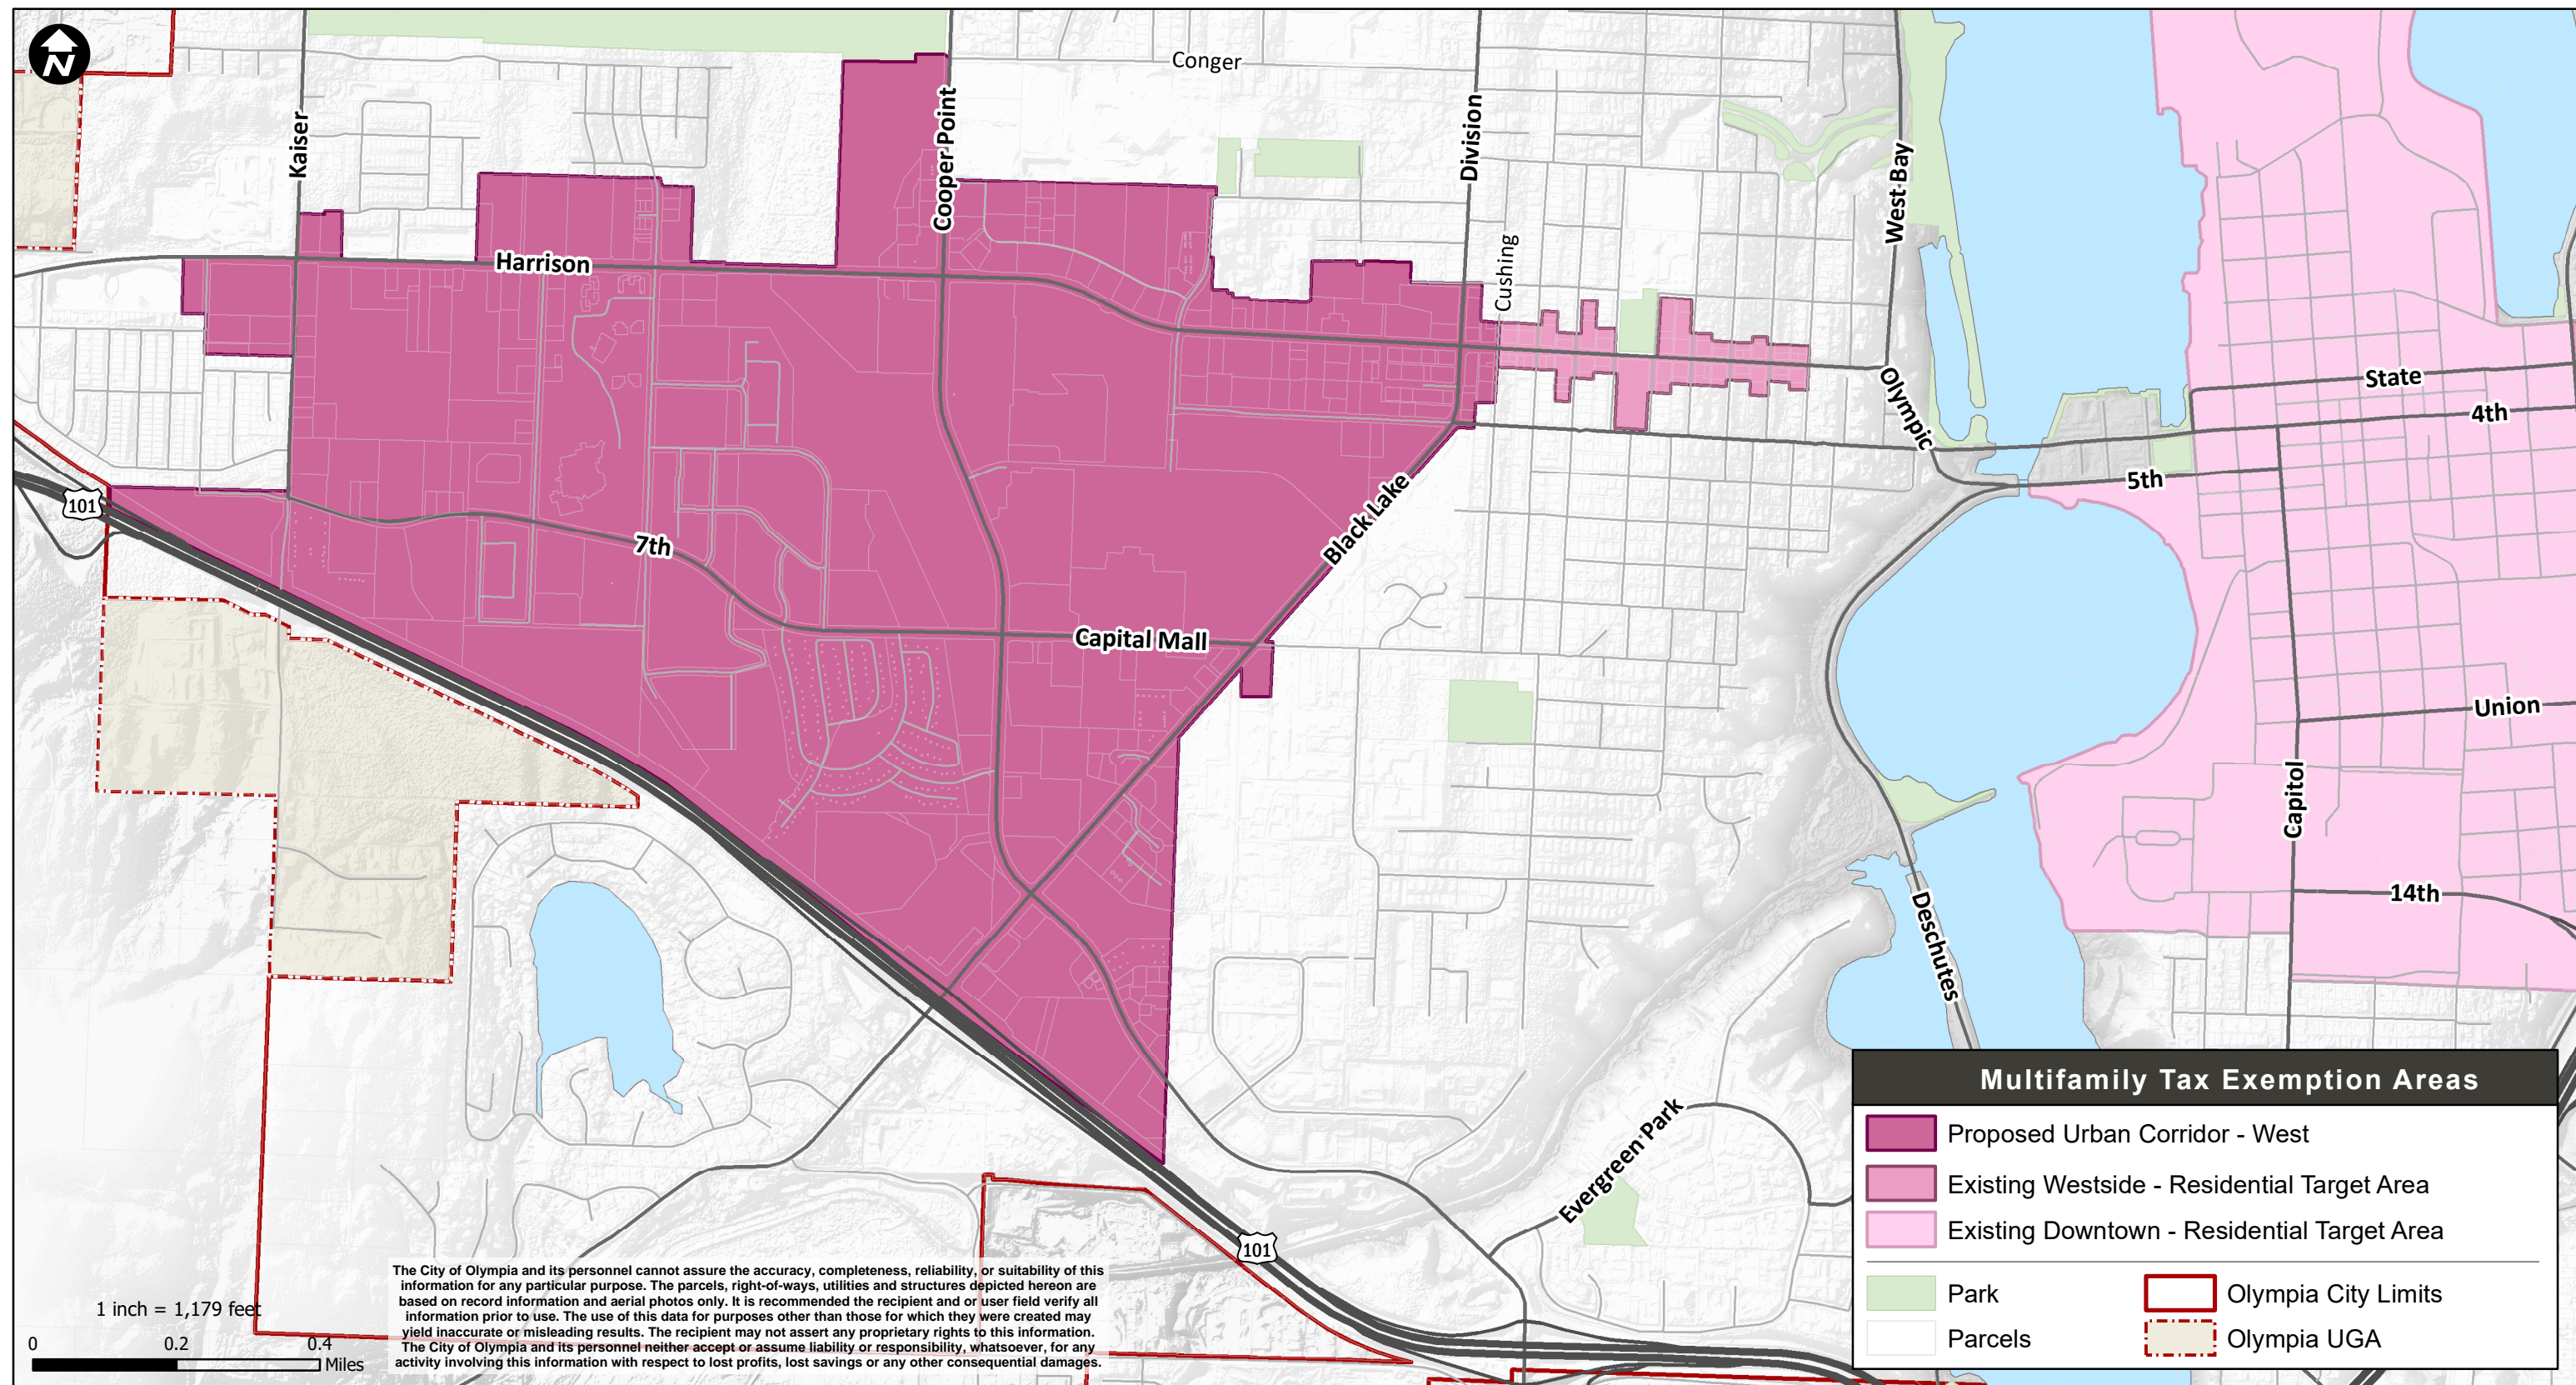 N
Conger
Kaiser
Cooper Point
Division
West Bay
Cushing
Harrison
Olympic
State
4th
5th
101
7th
Black Lake
Capital Mall
Union
Capitol
14th
Deschutes
Evergreen Park
101
Multifamily Tax Exemption Areas
Proposed Urban Corridor - West
Existing Westside - Residential Target Area
Existing Downtown - Residential Target Area
Park
Olympia City Limits
Parcels
Olympia UGA
The City of Olympia and its personnel cannot assure the accuracy, completeness, reliability, or suitability of this
information for any particular purpose. The parcels, right-of-ways, utilities and structures depicted hereon are
based on record information and aerial photos only. It is recommended the recipient and or user field verify all
information prior to use. The use of this data for purposes other than those for which they were created may
yield inaccurate or misleading results. The recipient may not assert any proprietary rights to this information.
The City of Olympia and its personnel neither accept or assume liability or responsibility, whatsoever, for any
activity involving this information with respect to lost profits, lost savings or any other consequential damages.
1 inch = 1,179 feet
0 0.2 0.4
Miles